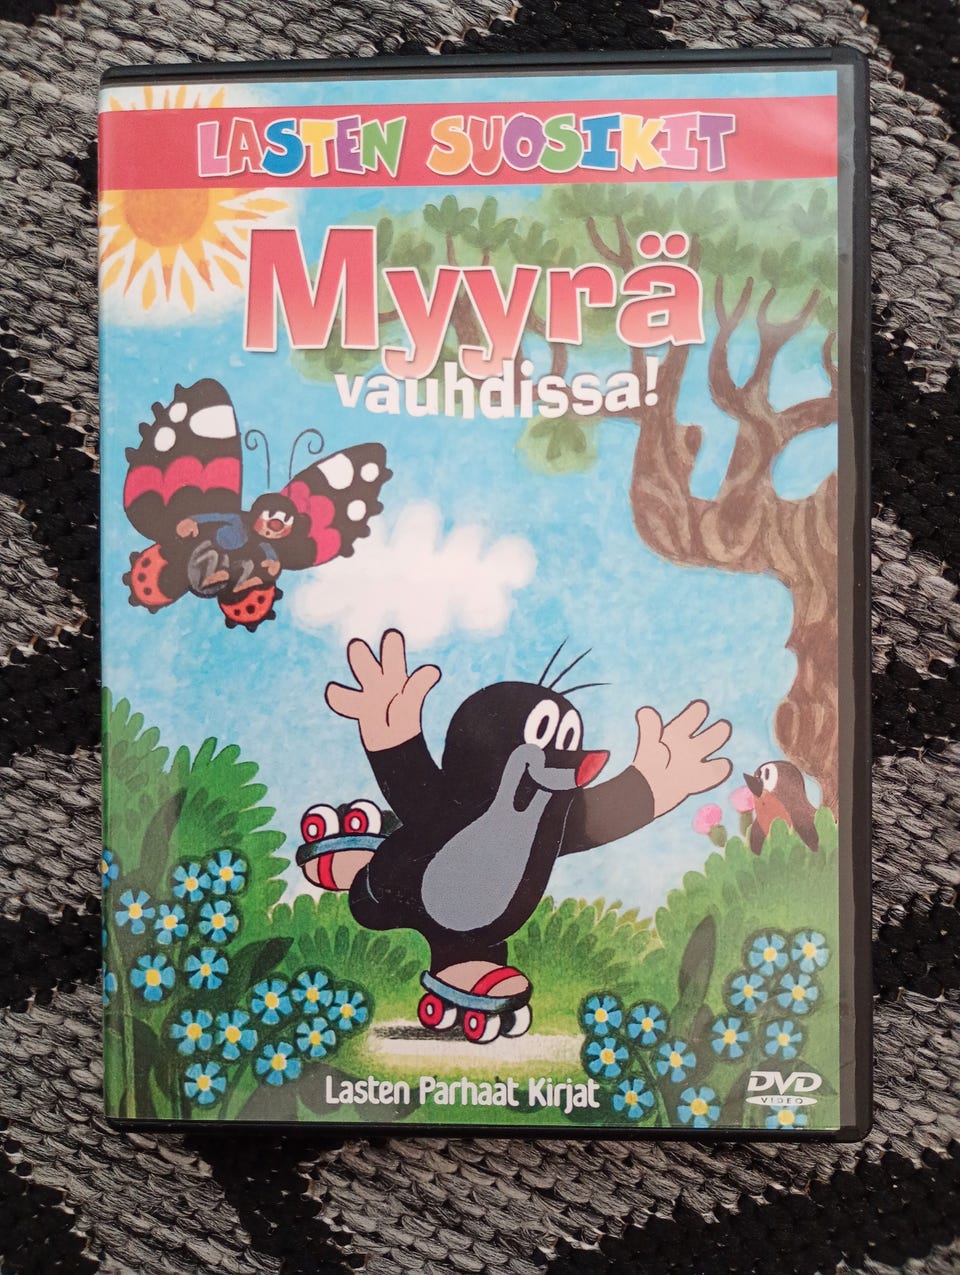 LASTEN SUOSIKIT
Myyrä
vauhdissa!
Lasten Parhaat Kirjat
DVD
VIDEO